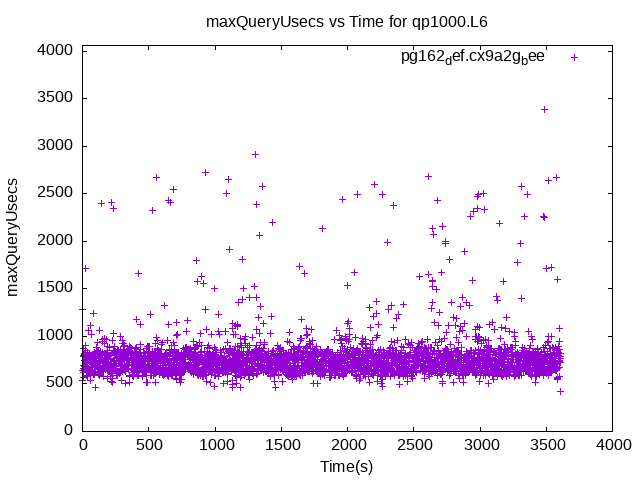 maxQueryUsecs vs Time for qp1000.L6
pg162_def.cx9a2g_bee
maxQueryUsecs
4000
3500
3000
2500
2000
1500
1000
500
0
0 500 1000 1500 2000 2500 3000 3500 4000
Time(s)